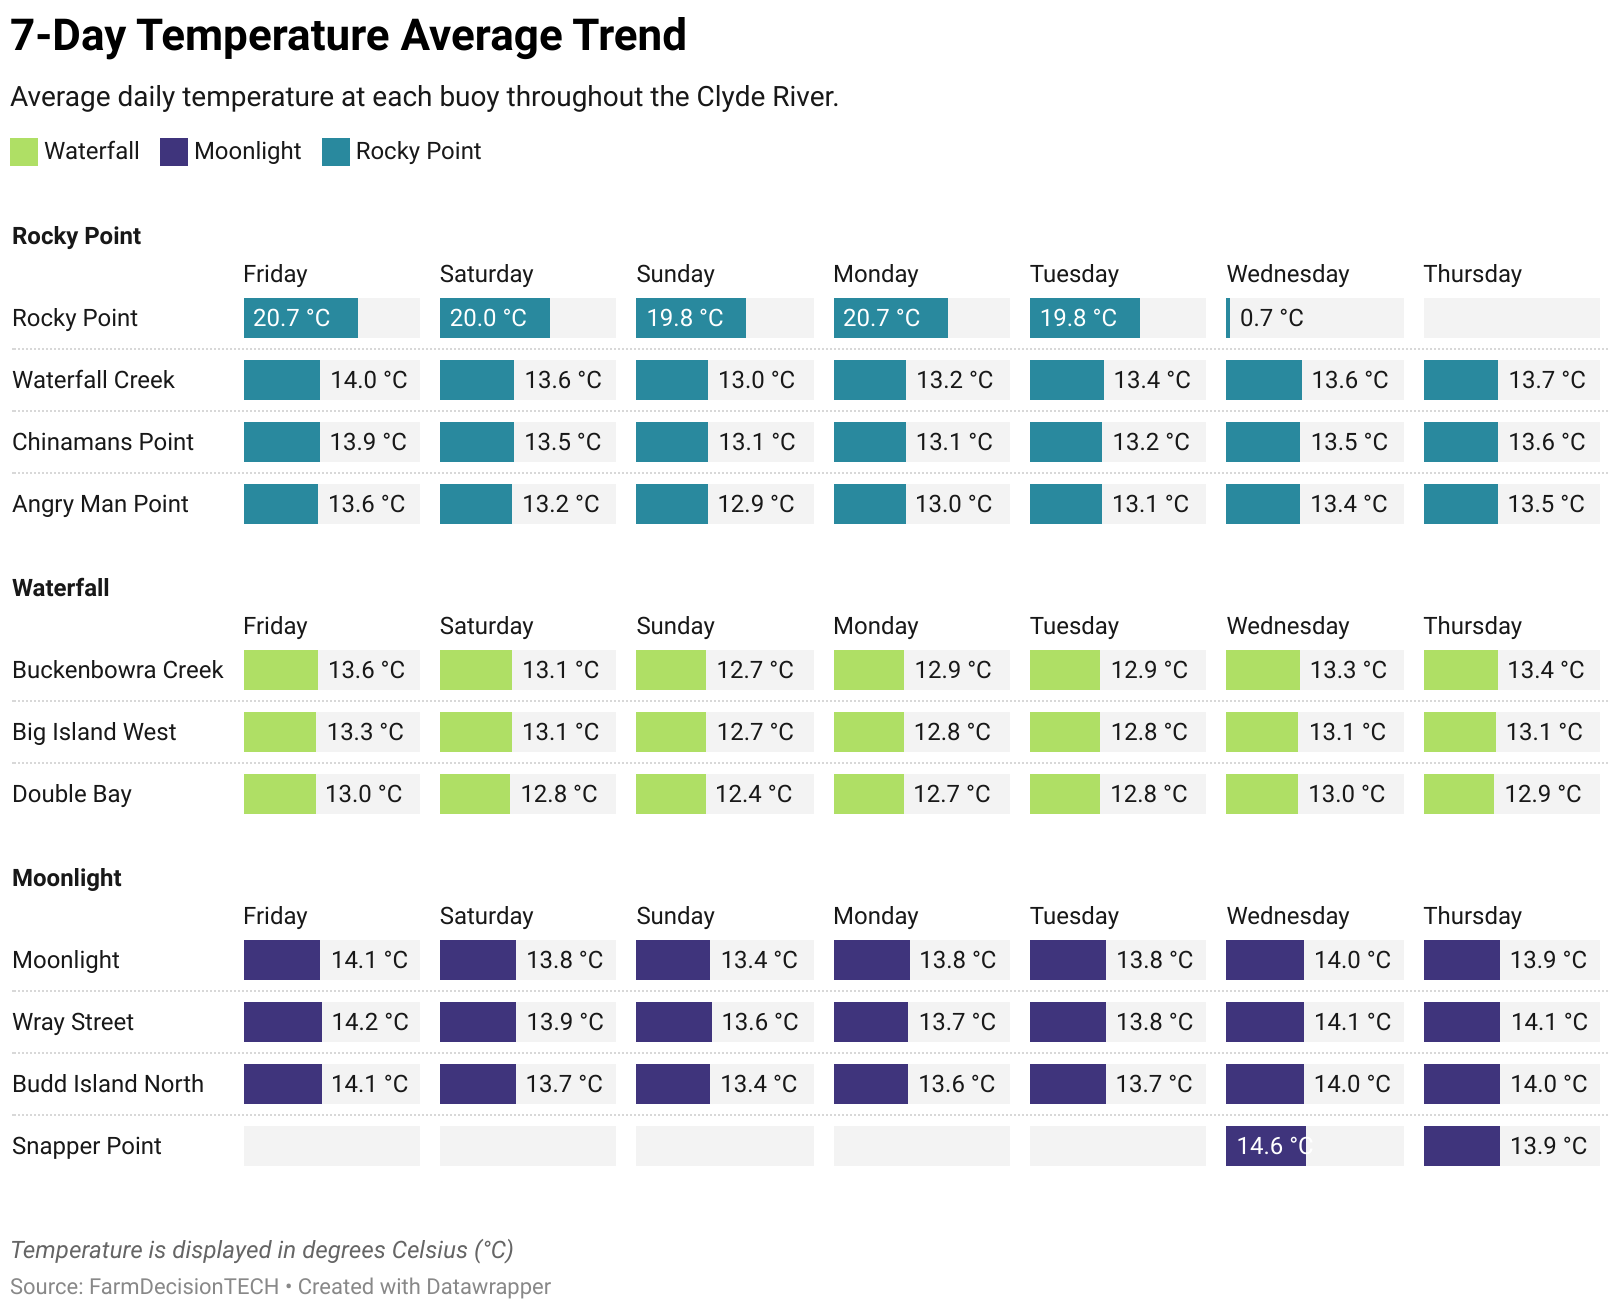 7-Day Temperature Average Trend
Average daily temperature at each buoy throughout the Clyde River.
Waterfall Moonlight Rocky Point
Rocky Point
Friday Saturday Sunday Monday Tuesday Wednesday Thursday
Rocky Point 20.7 °C 20.0 °C 19.8 °C 20.7 °C 19.8 °C 0.7 °C
Waterfall Creek 14.0 °C 13.6 °C 13.0 °C 13.2 °C 13.4 °C 13.6 °C 13.7 °C
Chinamans Point 13.9 °C 13.5 °C 13.1 °C 13.1 °C 13.2 °C 13.5 °C 13.6 °C
Angry Man Point 13.6 °C 13.2 °C 12.9 °C 13.0 °C 13.1 °C 13.4 °C 13.5 °C
Waterfall
Friday Saturday Sunday Monday Tuesday Wednesday Thursday
Buckenbowra Creek 13.6 °C 13.1 °C 12.7 °C 12.9 °C 12.9 °C 13.3 °C 13.4 °C
Big Island West 13.3 °C 13.1 °C 12.7 °C 12.8 °C 12.8 °C 13.1 °C 13.1 °C
Double Bay 13.0 °C 12.8 °C 12.4 °C 12.7 °C 12.8 °C 13.0 °C 12.9 °C
Moonlight
Friday Saturday Sunday Monday Tuesday Wednesday Thursday
Moonlight 14.1 °C 13.8 °C 13.4 °C 13.8 °C 13.8 °C 14.0 °C 13.9 °C
Wray Street 14.2 °C 13.9 °C 13.6 °C 13.7 °C 13.8 °C 14.1 °C 14.1 °C
Budd Island North 14.1 °C 13.7 °C 13.4 °C 13.6 °C 13.7 °C 14.0 °C 14.0 °C
Snapper Point 14.6 °C 13.9 °C
Temperature is displayed in degrees Celsius (°C)
Source: FarmDecisionTECH • Created with Datawrapper